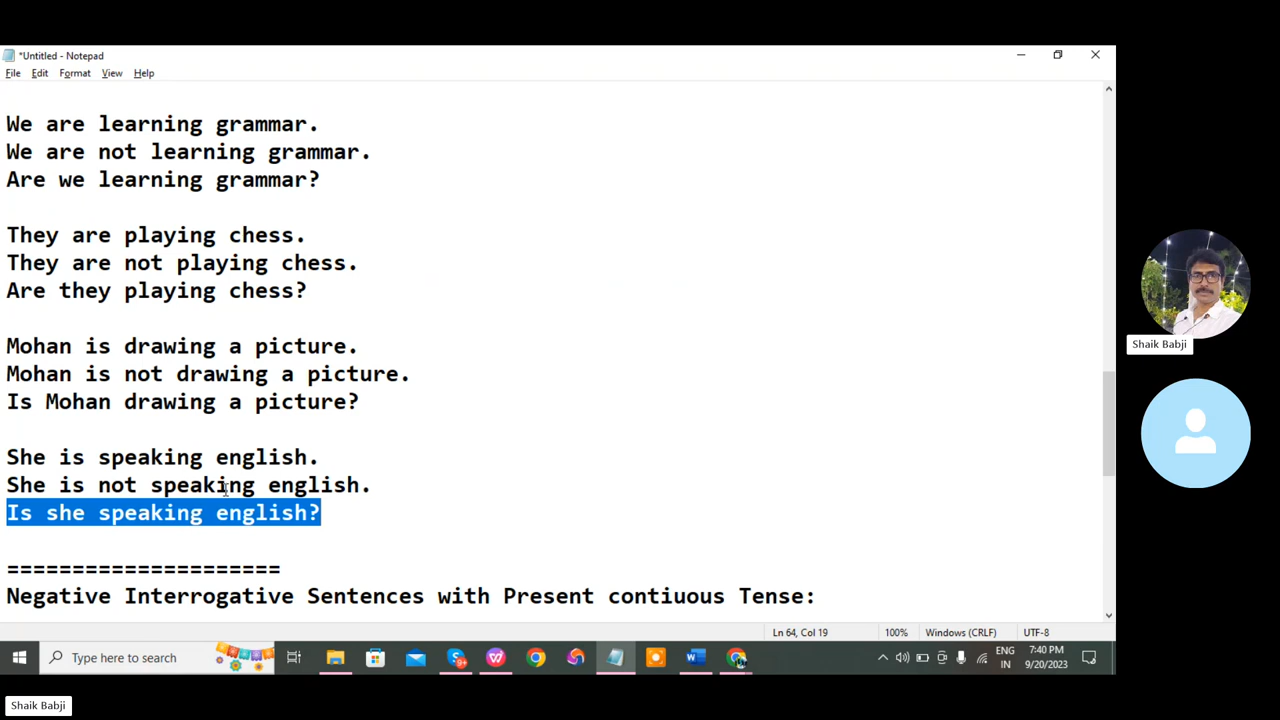 *Untitled - Notepad
File Edit Format View Help
We are learning grammar.
We are not learning grammar.
Are we learning grammar?
They are playing chess.
They are not playing chess.
Are they playing chess?
Mohan is drawing a picture.
Mohan is not drawing a picture.
Is Mohan drawing a picture?
She is speaking english.
She is not speaking english.
Is she speaking english?
=====================
Negative Interrogative Sentences with Present contiuous Tense:
Ln 64, Col 19 100% Windows (CRLF) UTF-8
Type here to search
ENG
IN
7:40 PM
9/20/2023
Shaik Babji
Shaik Babji